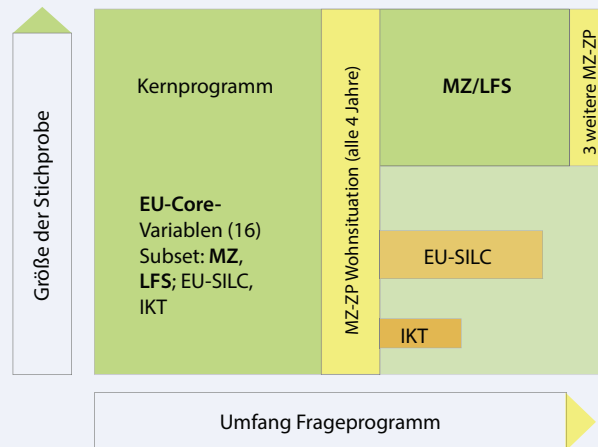 Größe der Stichprobe
Kernprogramm
EU-Core-
Variablen (16)
Subset: MZ,
LFS; EU-SILC,
IKT
MZ-ZP Wohnsituation (alle 4 Jahre)
MZ/LFS
3 weitere MZ-ZP
EU-SILC
IKT
Umfang Frageprogramm